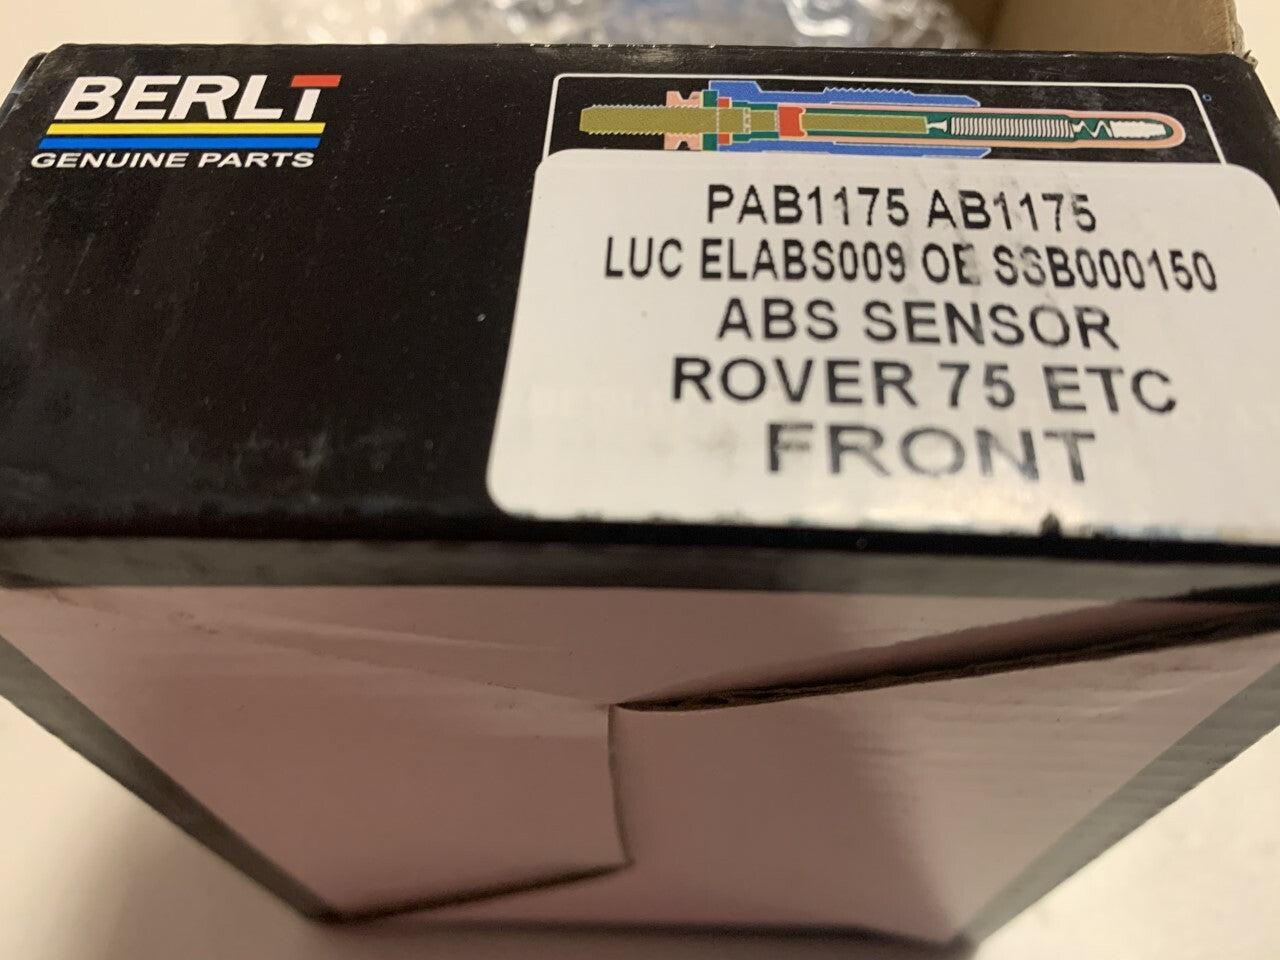 BERLT
GENUINE PARTS
PAB1175 AB1175
LUC ELABS009 OE SSB000150
ABS SENSOR
ROVER 75 ETC
FRONT